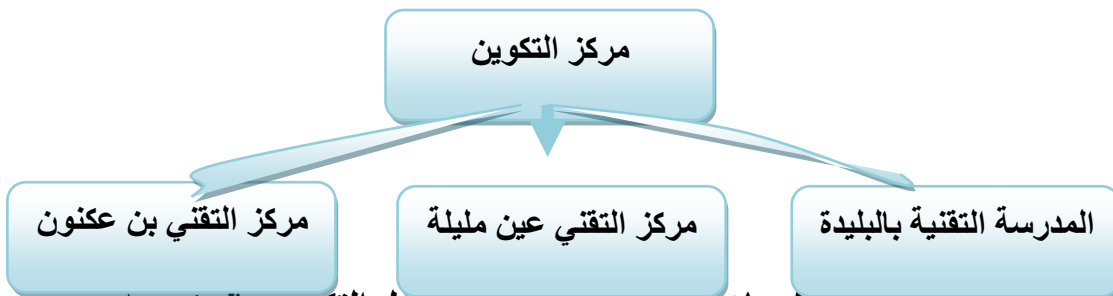 مركز التكوين
المدرسة التقنية بالبليدة
مركز التقني عين مليلة
مركز التقني بن عكنون